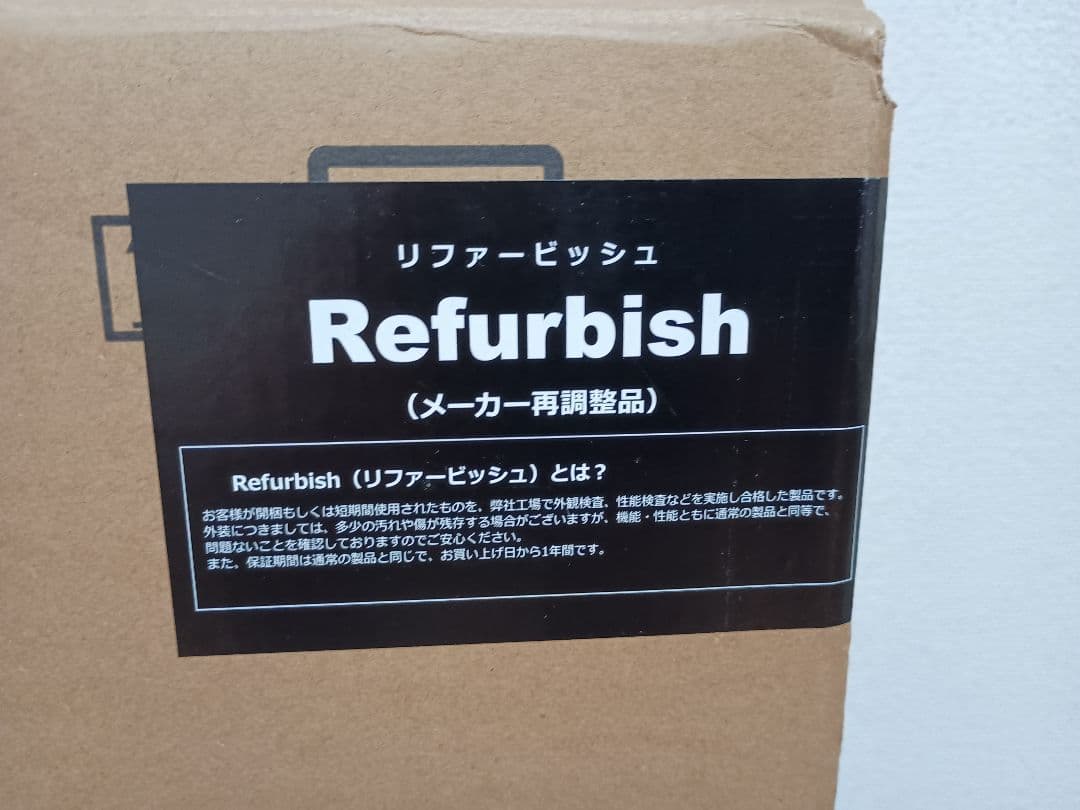 リファービッシュ
Refurbish
（メーカー再調整品）
Refurbish（リファービッシュ）とは？
お客様が開梱もしくは短期間使用されたものを、弊社工場で外観検査、性能検査などを実施し合格した製品です。
外装につきましては、多少の汚れや傷が残存する場合がございますが、機能・性能ともに通常の製品と同等で、
問題ないことを確認しておりますのでご安心ください。
また、保証期間は通常の製品と同じで、お買い上げ日から1年間です。